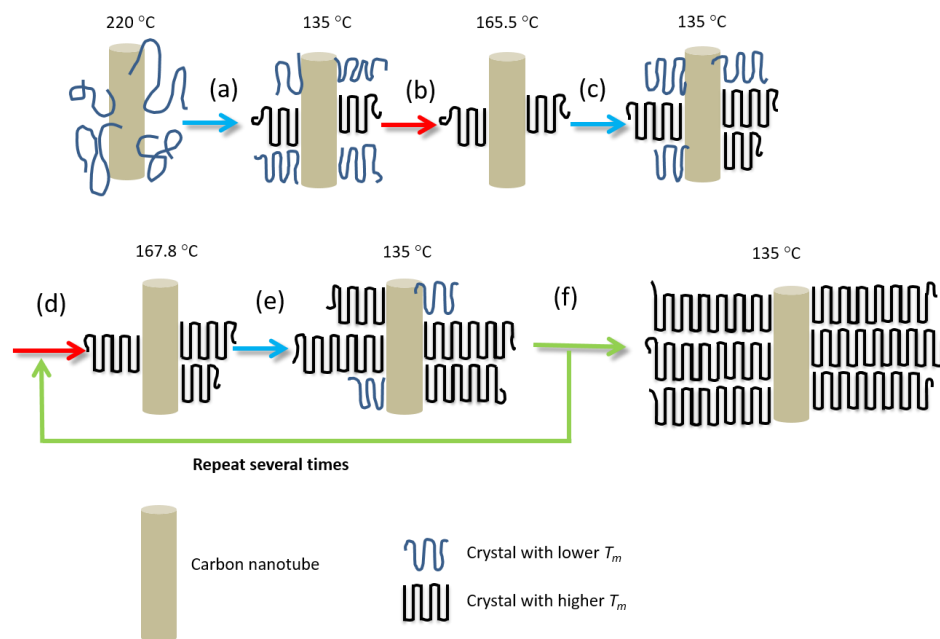 220 °C
135 °C
165.5 °C
135 °C
(a)
(b)
(c)
167.8 °C
135 °C
135 °C
(d)
(e)
(f)
Repeat several times
Carbon nanotube
Crystal with lower Tm
Crystal with higher Tm